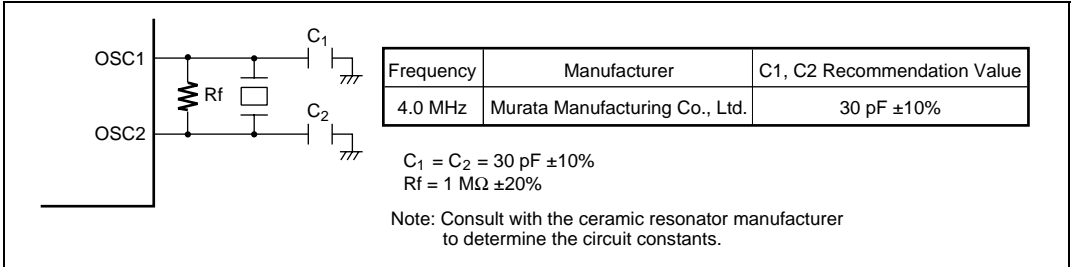 OSC1
OSC2
Rf
C1
C2
Frequency Manufacturer C1, C2 Recommendation Value
4.0 MHz Murata Manufacturing Co., Ltd. 30 pF ±10%
C1 = C2 = 30 pF ±10%
Rf = 1 MΩ ±20%
Note: Consult with the ceramic resonator manufacturer
to determine the circuit constants.